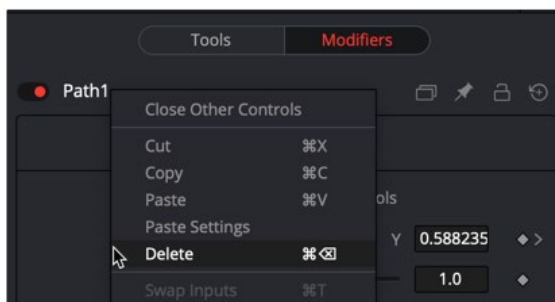 Tools Modifiers
Path1
Close Other Controls
Cut ⌘X
Copy ⌘C
Paste ⌘V
ols
Paste Settings
Y 0.588235
Delete ⌘⌫
1.0
Swap Inputs ⌘T